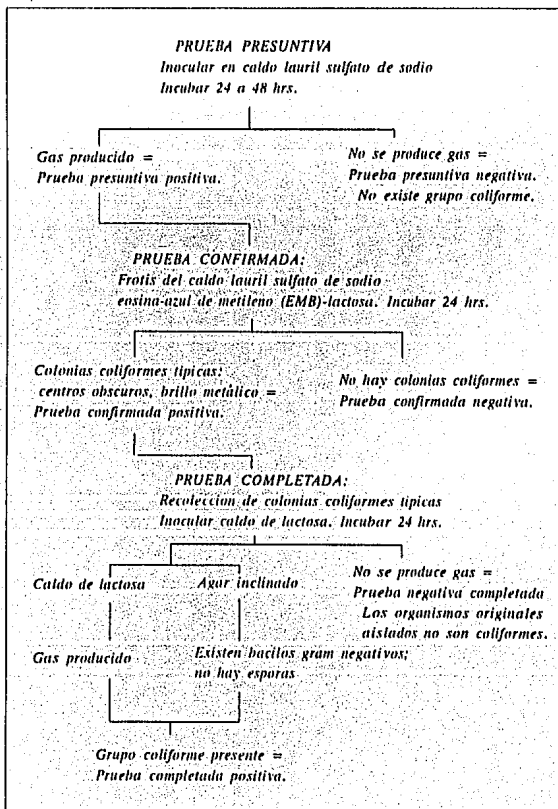 PRUEBA PRESUNTIVA
Inocular en caldo lauril sulfato de sodio
Incubar 24 a 48 hrs.
Gas producido =
Prueba presuntiva positiva.
No se produce gas =
Prueba presuntiva negativa.
No existe grupo coliforme.
PRUEBA CONFIRMADA:
Frotis del caldo lauril sulfato de sodio
eosina-azul de metileno (EMB)-lactosa. Incubar 24 hrs.
Colonias coliformes tipicas:
centros obscuros, brillo metálico =
Prueba confirmada positiva.
No hay colonias coliformes =
Prueba confirmada negativa.
PRUEBA COMPLETADA:
Recoleccion de colonias coliformes tipicas
Inocular caldo de lactosa. Incubar 24 hrs.
Caldo de lactosa
Agar inclinado
No se produce gas =
Prueba negativa completada
Los organismos originales
aislados no son coliformes.
Gas producido
Existen bacilos gram negativos;
no hay esporas
Grupo coliforme presente =
Prueba completada positiva.